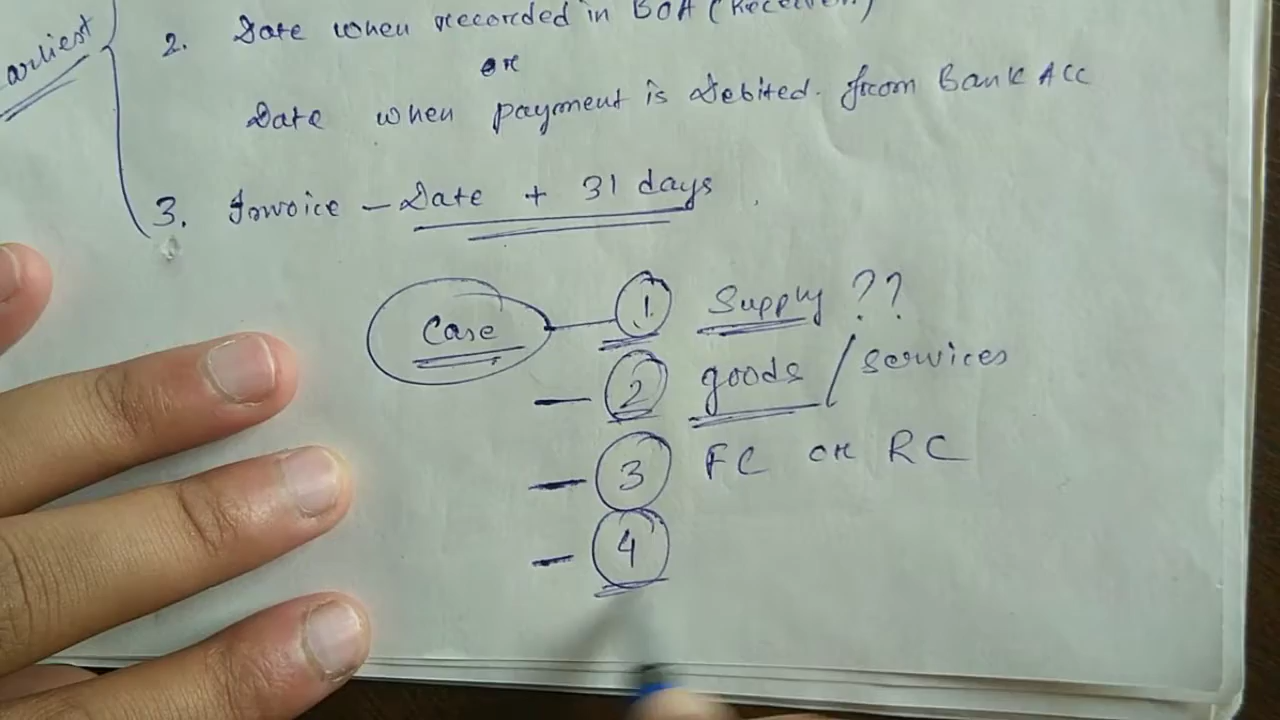 earliest
2. Date when recorded in BOA (Receiver)
or
Date when payment is Debited. from Bank Acc
3. Invoice - Date + 31 days
Case
1 Supply ??
2 goods / services
3 FC or RC
4